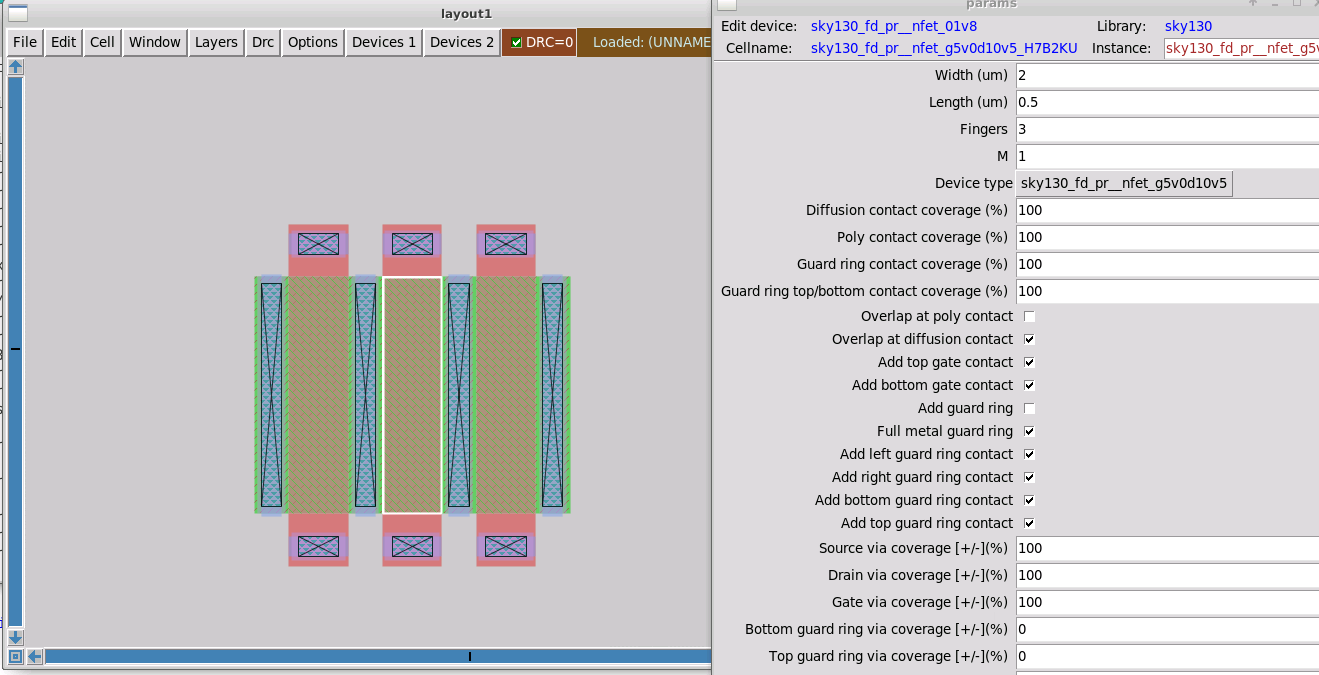 layout1
File Edit Cell Window Layers Drc Options Devices 1 Devices 2 DRC=0 Loaded: (UNNAME
params
Edit device: sky130_fd_pr__nfet_01v8 Library: sky130
Cellname: sky130_fd_pr__nfet_g5v0d10v5_H7B2KU Instance: sky130_fd_pr__nfet_g5v
Width (um) 2
Length (um) 0.5
Fingers 3
M 1
Device type sky130_fd_pr__nfet_g5v0d10v5
Diffusion contact coverage (%) 100
Poly contact coverage (%) 100
Guard ring contact coverage (%) 100
Guard ring top/bottom contact coverage (%) 100
Overlap at poly contact
Overlap at diffusion contact
Add top gate contact
Add bottom gate contact
Add guard ring
Full metal guard ring
Add left guard ring contact
Add right guard ring contact
Add bottom guard ring contact
Add top guard ring contact
Source via coverage [+/-](%) 100
Drain via coverage [+/-](%) 100
Gate via coverage [+/-](%) 100
Bottom guard ring via coverage [+/-](%) 0
Top guard ring via coverage [+/-](%) 0